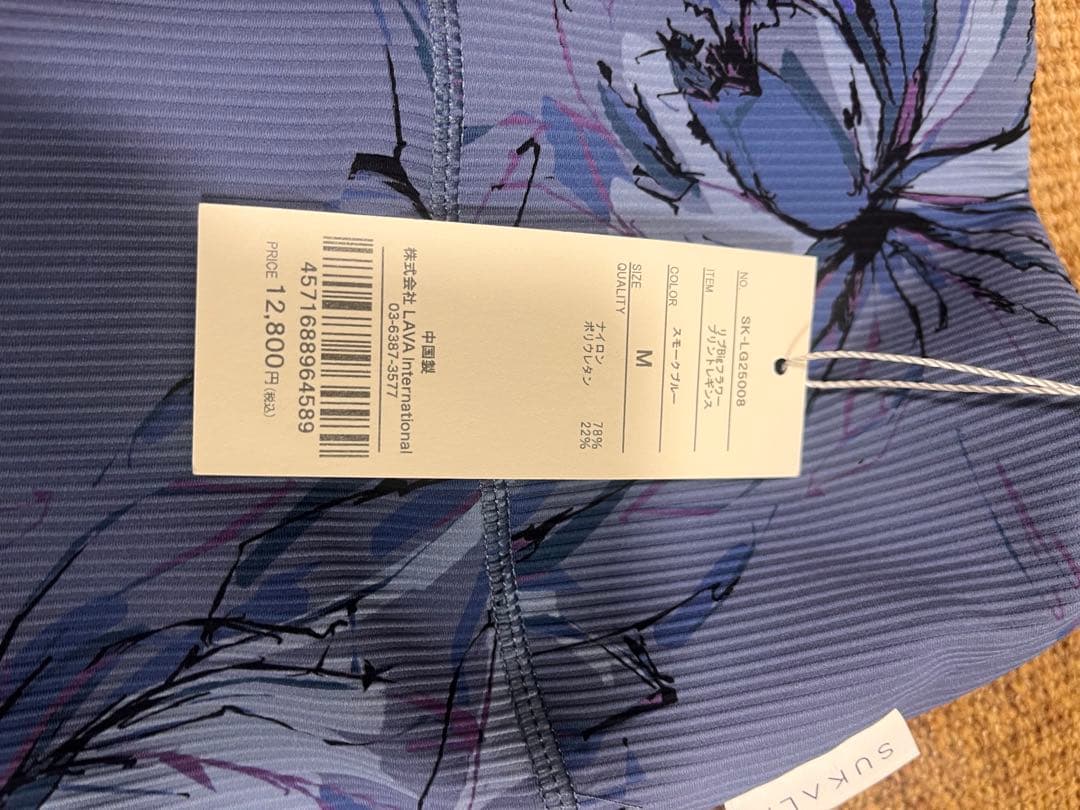 NO. SK-LG25008
ITEM リブBigフラワー
プリントレギンス
COLOR スモークブルー
SIZE M
QUALITY
ナイロン 78%
ポリウレタン 22%
中国製
株式会社 LAVA International
03-6387-3577
4571688964589
PRICE 12,800円(税込)